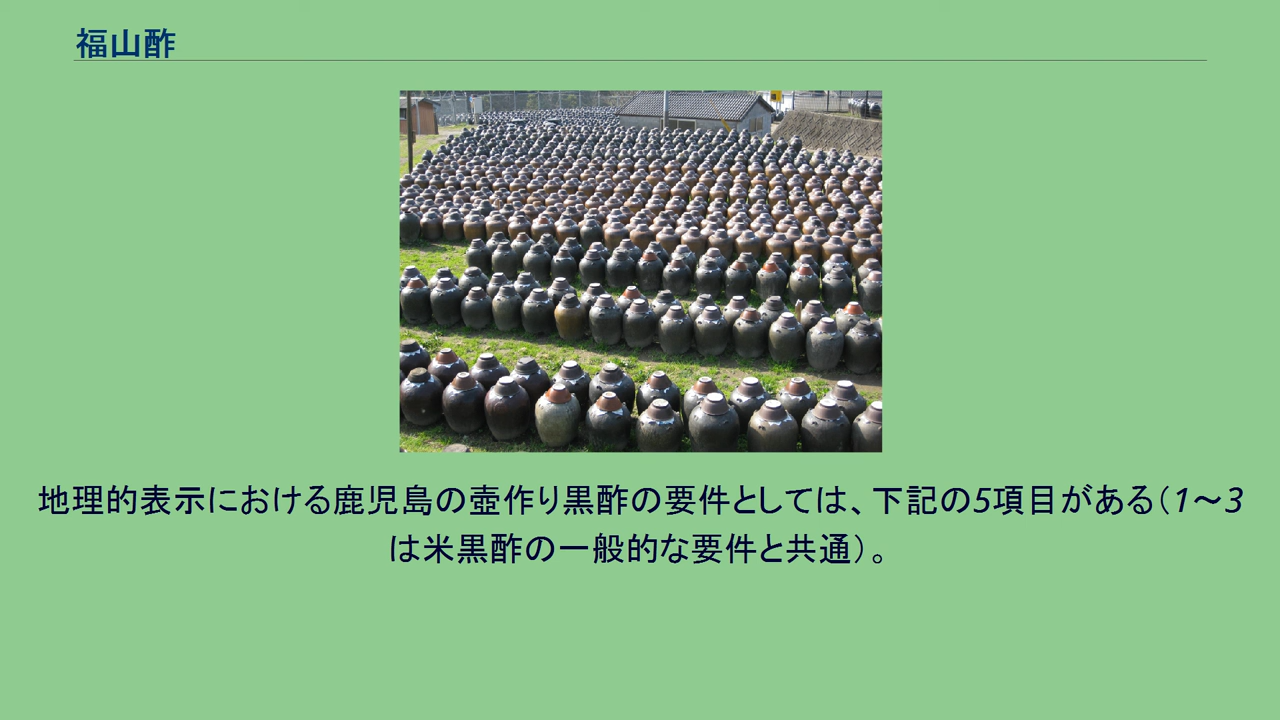 福山酢
地理的表示における鹿児島の壺作り黒酢の要件としては、下記の5項目がある（1～3
は米黒酢の一般的な要件と共通）。